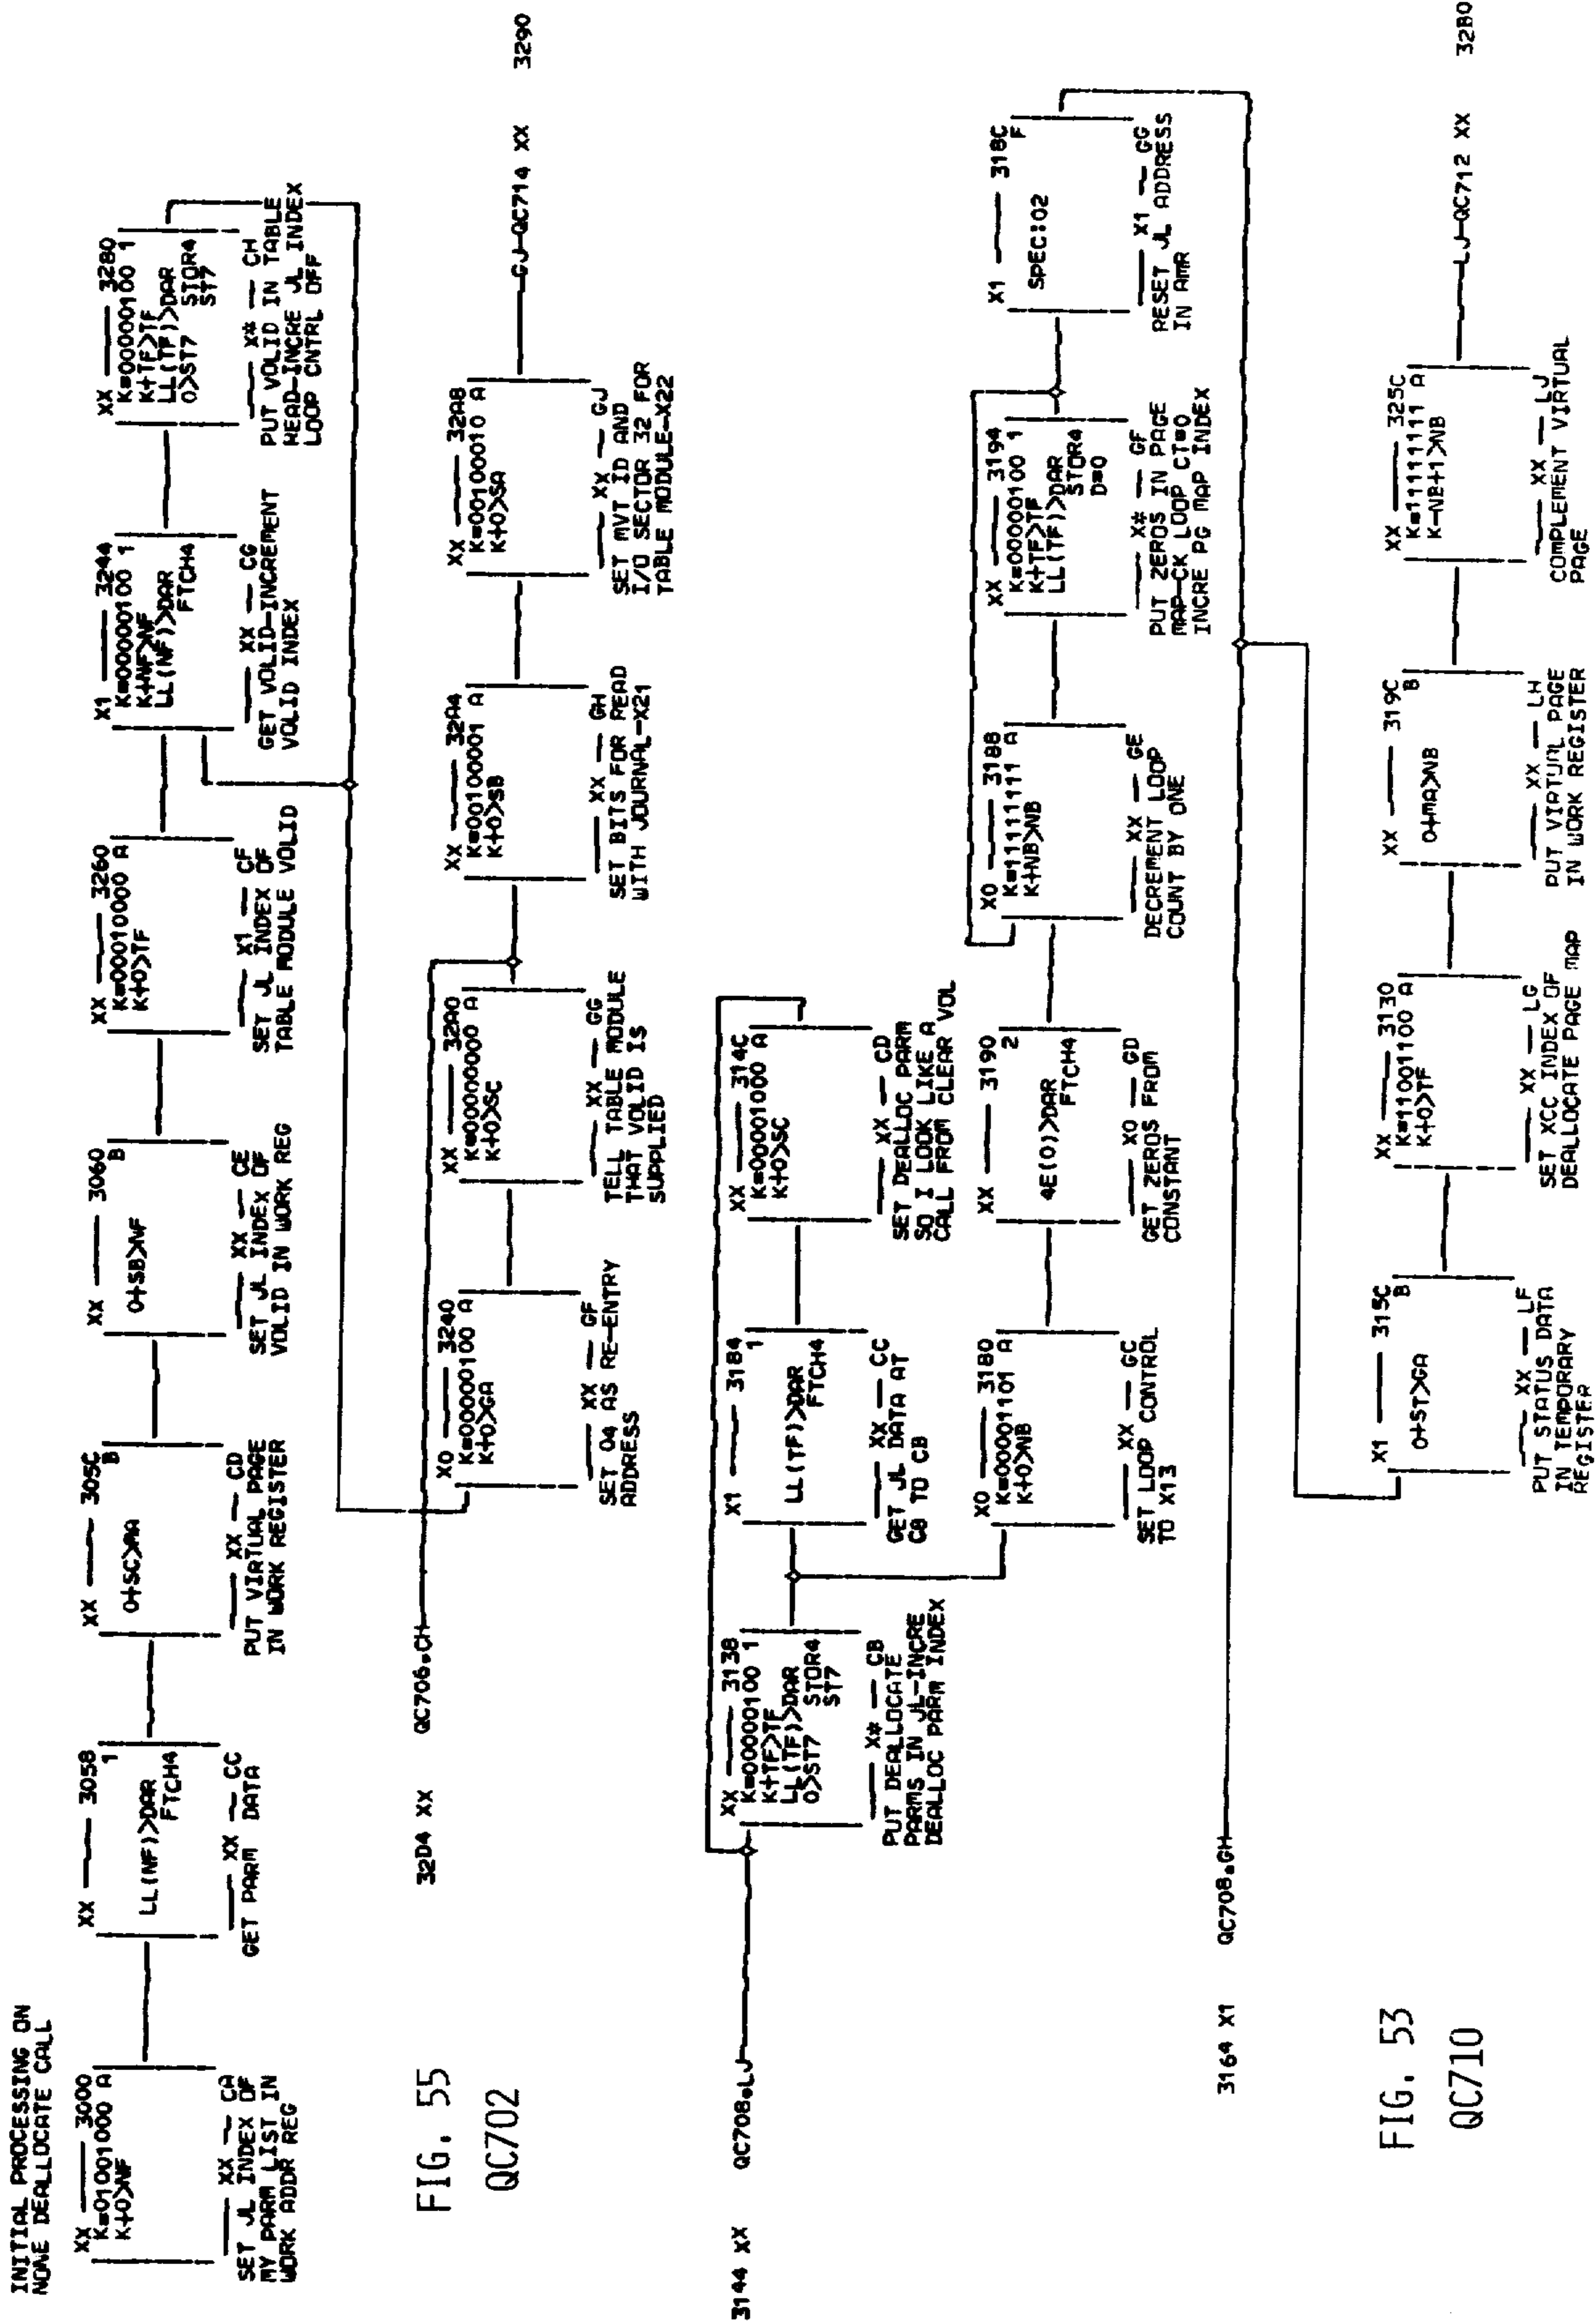 INITIAL PROCESSING ON
NONE DEALLOCATE CALL
XX — 3000
K=01001000 A
K+0>NF
XX — CA
SET JL INDEX OF
MY PARM LIST IN
WORK ADDR REG
XX — 3058
1
LL(NF)>DAR
FTCH4
XX — CC
GET PARM DATA
XX — 305C
B
0+SC>MA
XX — CD
PUT VIRTUAL PAGE
IN WORK REGISTER
XX — 3060
B
0+SB>NF
XX — CE
SET JL INDEX OF
VOLID IN WORK REG
XX — 3260
K=00010000 A
K+0>TF
X1 — CF
SET JL INDEX OF
TABLE MODULE VOLID
X1 — 3244
K=00000100 1
K+NF>NF
LL(NF)>DAR
FTCH4
XX — CG
GET VOLID-INCREMENT
VOLID INDEX
XX — 3280
K=00000100 1
K+TF>TF
LL(TF)>DAR
0>ST7 STOR4
ST7
X* — CH
PUT VOLID IN TABLE
READ-INCRE JL INDEX
LOOP CNTRL OFF
X0 — 3240
K=00000100 A
K+0>GA
XX — GF
SET 04 AS RE-ENTRY
ADDRESS
XX — 32A0
K=00000000 A
K+0>SC
XX — GG
TELL TABLE MODULE
THAT VOLID IS
SUPPLIED
XX — 32A4
K=00100001 A
K+0>SB
XX — GH
SET BITS FOR READ
WITH JOURNAL-X21
XX — 32A8
K=00100010 A
K+0>SA
XX — GJ
SET MVT ID AND
I/O SECTOR 32 FOR
TABLE MODULE-X22
GJ-QC714 XX 3290
32D4 XX QC706.CH
FIG. 55
QC702
3144 XX QC708.LJ
XX — 3138
K=00000100 1
K+TF>TF
LL(TF)>DAR
0>ST7 STOR4
ST7
X* — CB
PUT DEALLOCATE
PARMS IN JL-INCRE
DEALLOC PARM INDEX
X1 — 3184
1
LL(TF)>DAR
FTCH4
XX — CC
GET JL DATA AT
C8 TO CB
XX — 314C
K=00001000 A
K+0>SC
XX — CD
SET DEALLOC PARM
SO I LOOK LIKE A
CALL FROM CLEAR VOL
X0 — 3180
K=00001101 A
K+0>NB
XX — GC
SET LOOP CONTROL
TO X13
XX — 3190
2
4E(0)>DAR
FTCH4
X0 — GD
GET ZEROS FROM
CONSTANT
X0 — 3188
K=11111111 A
K+NB>NB
XX — GE
DECREMENT LOOP
COUNT BY ONE
XX — 3194
K=00000100 1
K+TF>TF
LL(TF)>DAR
STOR4
D=0
X* — GF
PUT ZEROS IN PAGE
MAP-CK LOOP CT=0
INCRE PG MAP INDEX
X1 — 318C
F
SPEC:02
X1 — GG
RESET JL ADDRESS
IN AMR
3164 X1 QC708.GH
X1 — 315C
B
0+ST>GA
XX — LF
PUT STATUS DATA
IN TEMPORARY
REGISTER
XX — 3130
K=11001100 A
K+0>TF
XX — LG
SET XCC INDEX OF
DEALLOCATE PAGE MAP
XX — 319C
B
0+MA>NB
XX — LH
PUT VIRTUAL PAGE
IN WORK REGISTER
XX — 325C
K=11111111 A
K-NB+1>NB
XX — LJ
COMPLEMENT VIRTUAL
PAGE
LJ-QC712 XX 32B0
FIG. 53
QC710